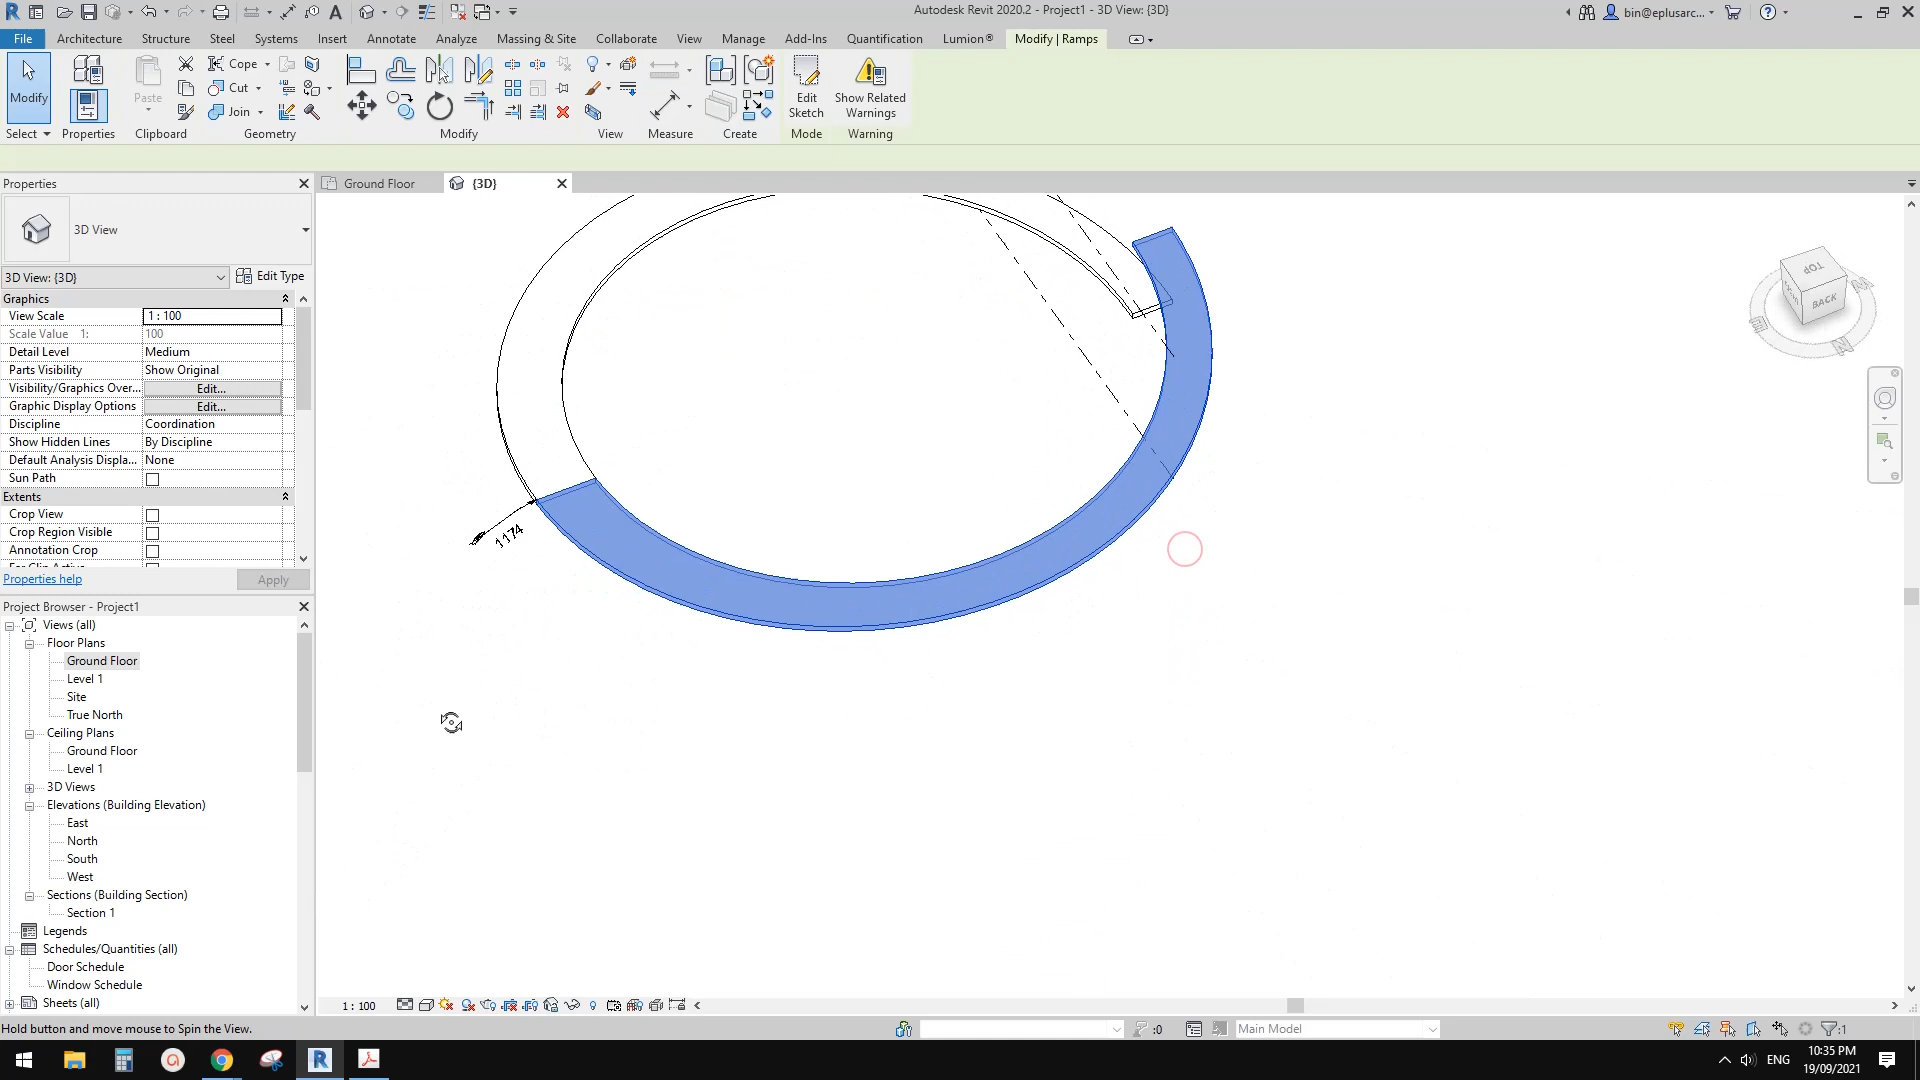 Autodesk Revit 2020.2 - Project1 - 3D View: {3D}
bin@eplusarc...
File
Architecture
Structure
Steel
Systems
Insert
Annotate
Analyze
Massing & Site
Collaborate
View
Manage
Add-Ins
Quantification
Lumion®
Modify | Ramps
Modify
Paste
Cope
Cut
Join
Edit
Sketch
Show Related
Warnings
Select
Properties
Clipboard
Geometry
Modify
View
Measure
Create
Mode
Warning
Properties
Ground Floor
{3D}
3D View
3D View: {3D}
Edit Type
Graphics
View Scale
1 : 100
Scale Value 1:
100
Detail Level
Medium
Parts Visibility
Show Original
Visibility/Graphics Over...
Edit...
Graphic Display Options
Edit...
Discipline
Coordination
Show Hidden Lines
By Discipline
Default Analysis Displa...
None
Sun Path
Extents
Crop View
Crop Region Visible
Annotation Crop
Properties help
Apply
Project Browser - Project1
Views (all)
Floor Plans
Ground Floor
Level 1
Site
True North
Ceiling Plans
Ground Floor
Level 1
3D Views
Elevations (Building Elevation)
East
North
South
West
Sections (Building Section)
Section 1
Legends
Schedules/Quantities (all)
Door Schedule
Window Schedule
Sheets (all)
1174
TOP
BACK
1 : 100
Hold button and move mouse to Spin the View.
:0
Main Model
:1
ENG
10:35 PM
19/09/2021